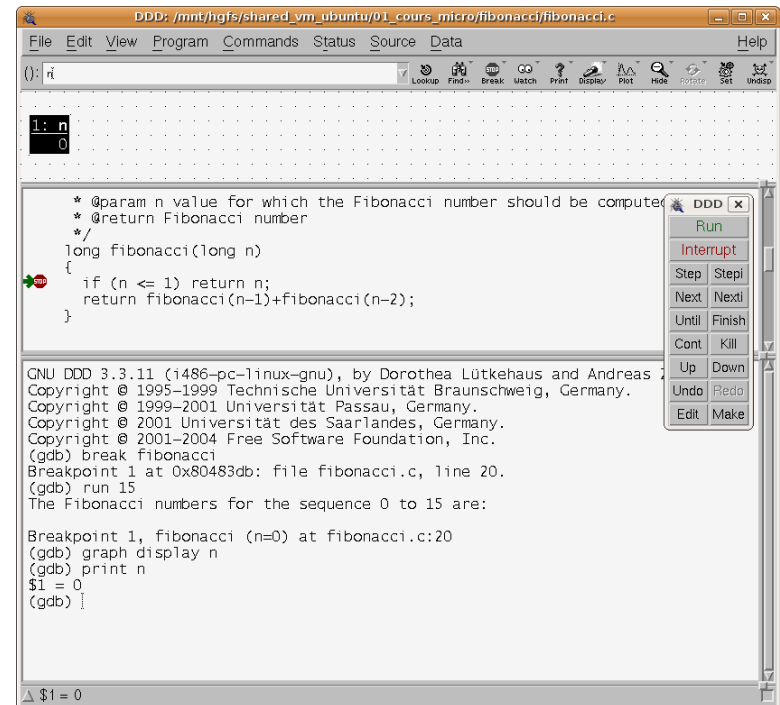 DDD: /mnt/hgfs/shared_vm_ubuntu/01_cours_micro/fibonacci/fibonacci.c
File Edit View Program Commands Status Source Data Help
(): n
Lookup Find» Break Watch Print Display Plot Hide Rotate Set Undisp
1: n
0
* @param n value for which the Fibonacci number should be computed
* @return Fibonacci number
*/
long fibonacci(long n)
{
STOP
if (n <= 1) return n;
return fibonacci(n-1)+fibonacci(n-2);
}
DDD
Run
Interrupt
Step Stepi
Next Nexti
Until Finish
Cont Kill
Up Down
Undo Redo
Edit Make
GNU DDD 3.3.11 (i486-pc-linux-gnu), by Dorothea Lütkehaus and Andreas
Copyright © 1995-1999 Technische Universität Braunschweig, Germany.
Copyright © 1999-2001 Universität Passau, Germany.
Copyright © 2001 Universität des Saarlandes, Germany.
Copyright © 2001-2004 Free Software Foundation, Inc.
(gdb) break fibonacci
Breakpoint 1 at 0x80483db: file fibonacci.c, line 20.
(gdb) run 15
The Fibonacci numbers for the sequence 0 to 15 are:
Breakpoint 1, fibonacci (n=0) at fibonacci.c:20
(gdb) graph display n
(gdb) print n
$1 = 0
(gdb)
$1 = 0